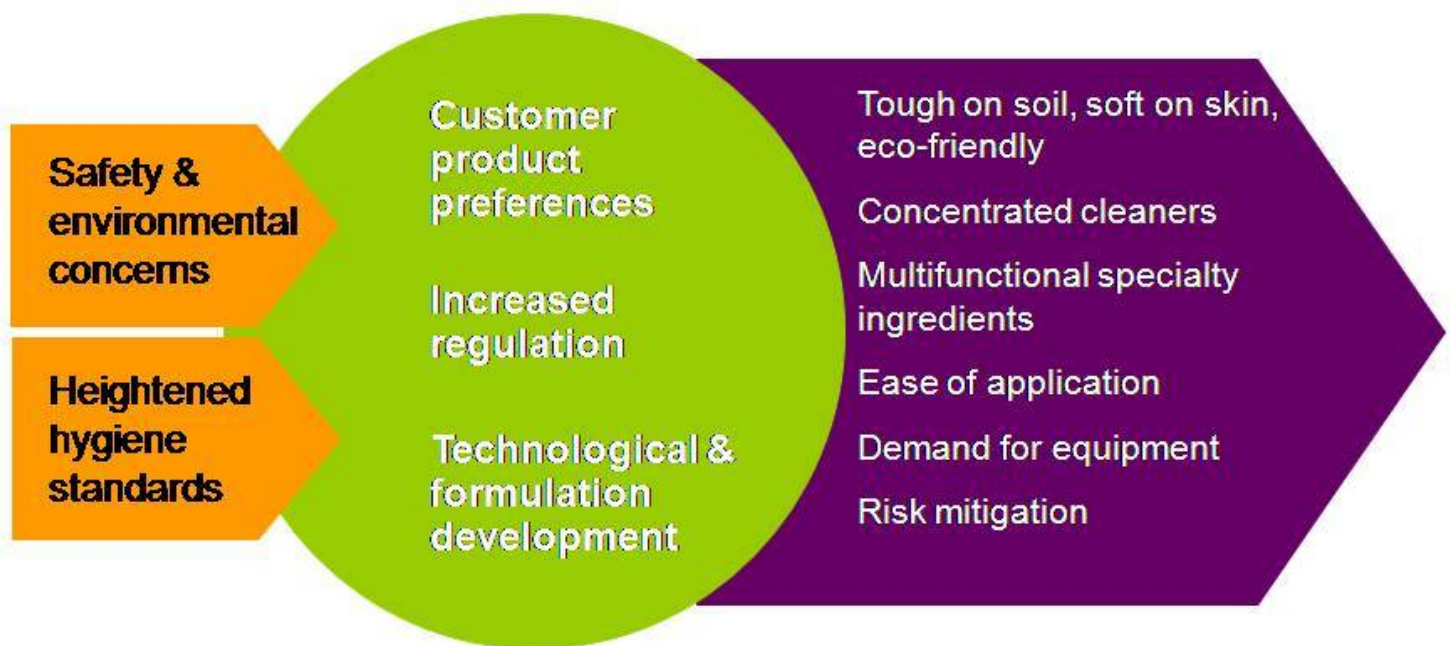 Safety &
environmental
concerns
Heightened
hygiene
standards
Customer
product
preferences
Increased
regulation
Technological &
formulation
development
Tough on soil, soft on skin,
eco-friendly
Concentrated cleaners
Multifunctional specialty
ingredients
Ease of application
Demand for equipment
Risk mitigation